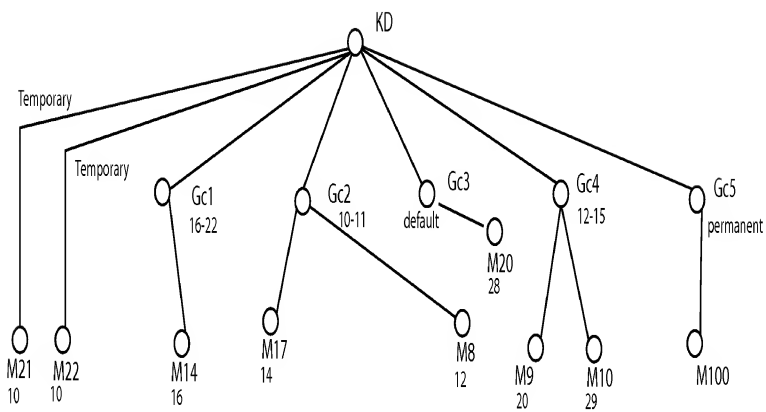 KD
Temporary
Temporary
Gc1
16-22
Gc2
10-11
Gc3
default
Gc4
12-15
Gc5
permanent
M20
28
M21
10
M22
10
M14
16
M17
14
M8
12
M9
20
M10
29
M100